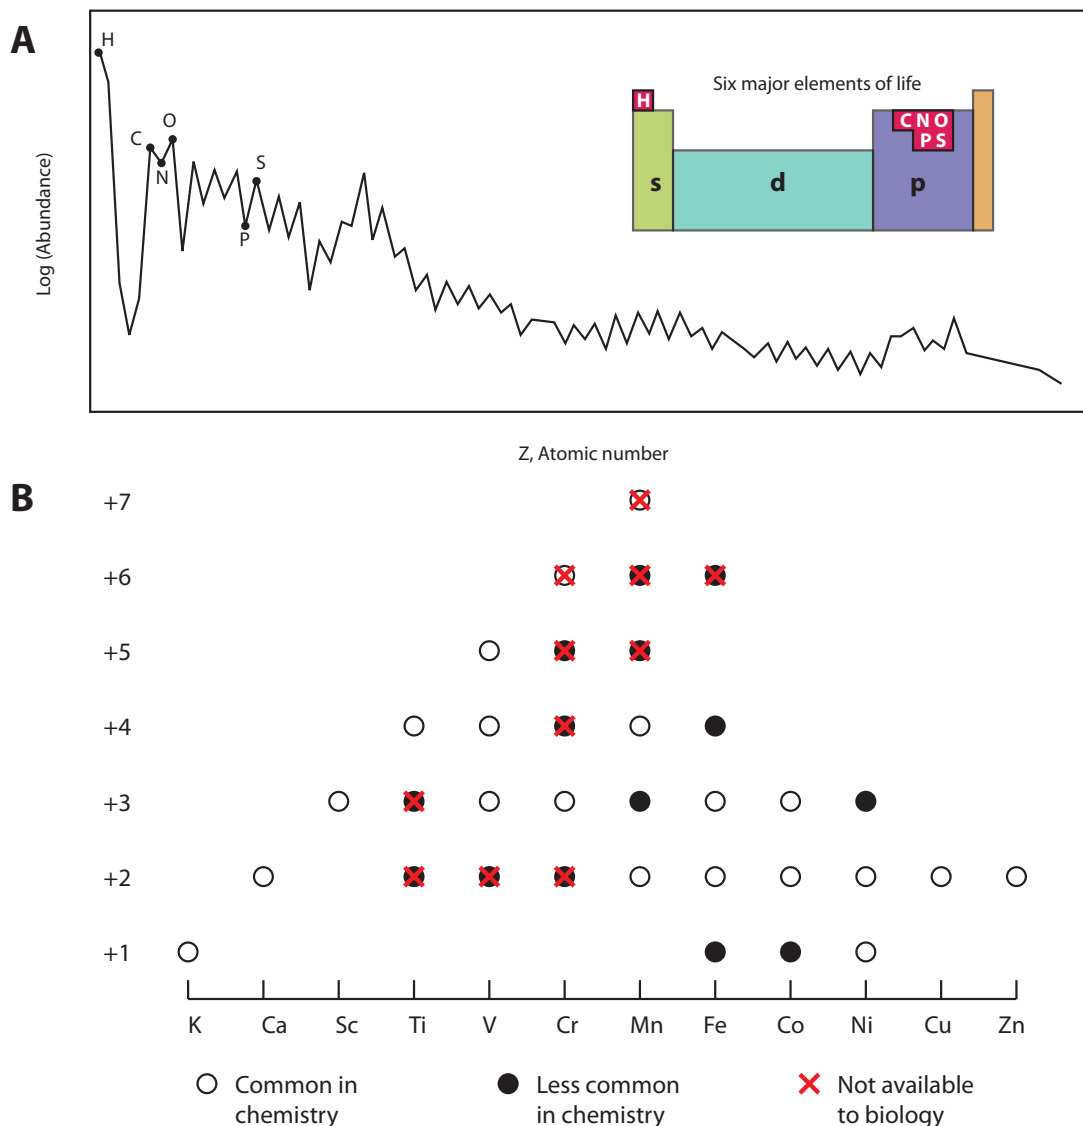 A
H
C
O
N
S
P
Log (Abundance)
Six major elements of life
H
C N O
P S
s
d
p
Z, Atomic number
B
+7
+6
+5
+4
+3
+2
+1
K Ca Sc Ti V Cr Mn Fe Co Ni Cu Zn
Common in
chemistry
Less common
in chemistry
Not available
to biology